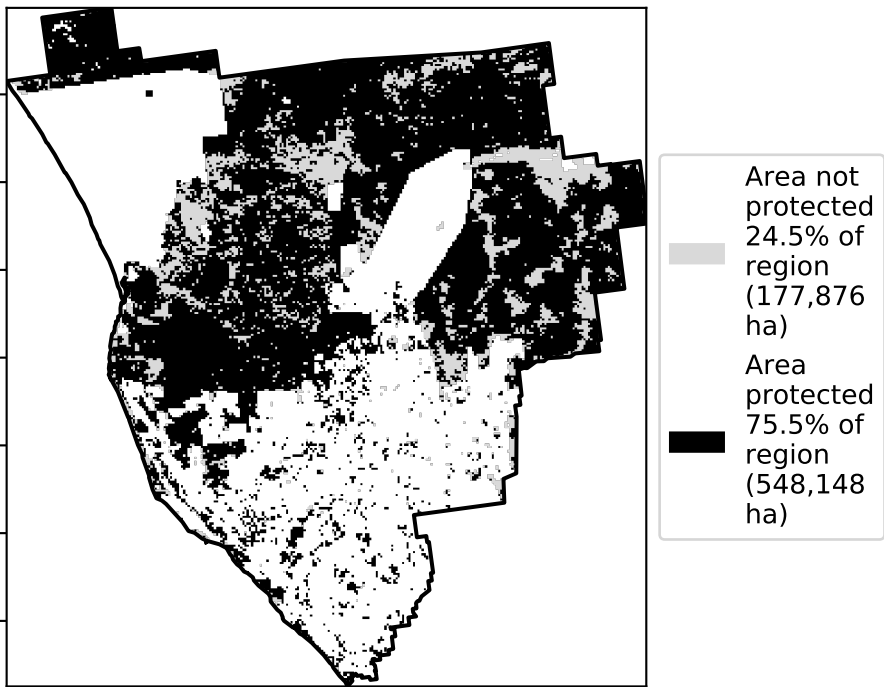 Area not
protected
24.5% of
region
(177,876
ha)
Area
protected
75.5% of
region
(548,148
ha)